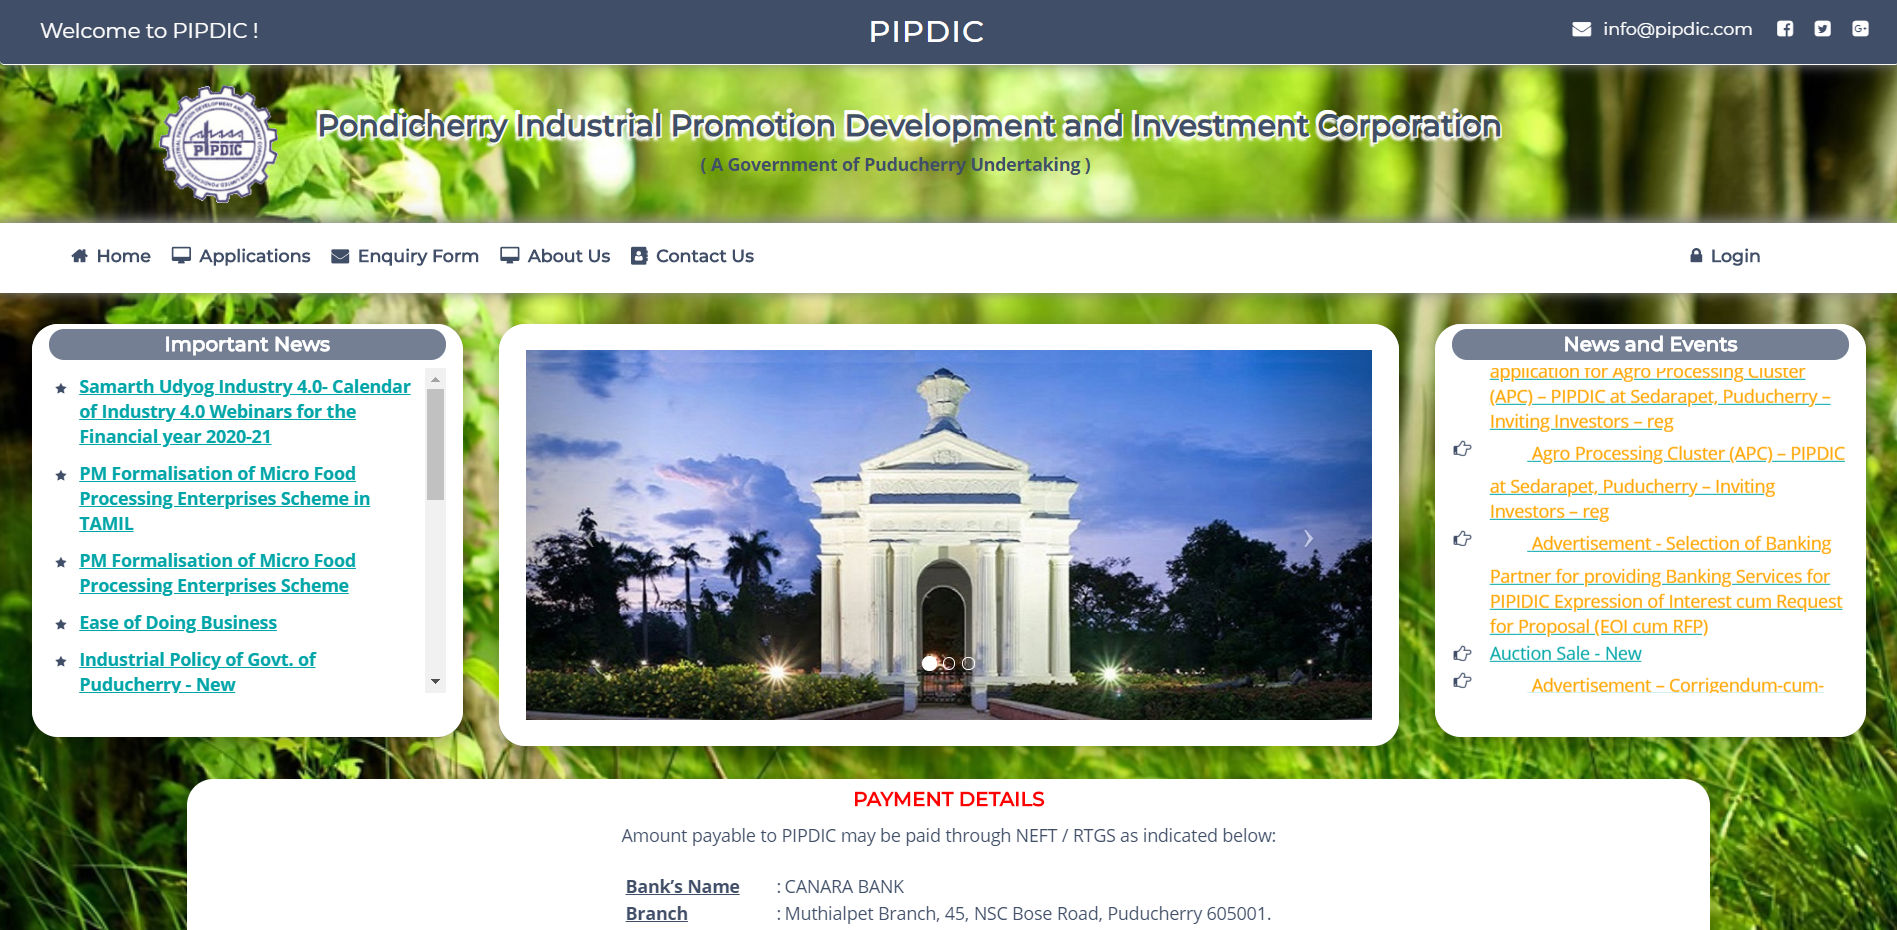 Welcome to PIPDIC !
PIPDIC
info@pipdic.com
Pondicherry Industrial Promotion Development and Investment Corporation
( A Government of Puducherry Undertaking )
PIPDIC
Home
Applications
Enquiry Form
About Us
Contact Us
Login
Important News
Samarth Udyog Industry 4.0- Calendar
of Industry 4.0 Webinars for the
Financial year 2020-21
PM Formalisation of Micro Food
Processing Enterprises Scheme in
TAMIL
PM Formalisation of Micro Food
Processing Enterprises Scheme
Ease of Doing Business
Industrial Policy of Govt. of
Puducherry - New
News and Events
application for Agro Processing Cluster
(APC) – PIPDIC at Sedarapet, Puducherry –
Inviting Investors – reg
Agro Processing Cluster (APC) – PIPDIC
at Sedarapet, Puducherry – Inviting
Investors – reg
Advertisement - Selection of Banking
Partner for providing Banking Services for
PIPIDIC Expression of Interest cum Request
for Proposal (EOI cum RFP)
Auction Sale - New
Advertisement – Corrigendum-cum-
PAYMENT DETAILS
Amount payable to PIPDIC may be paid through NEFT / RTGS as indicated below:
Bank’s Name : CANARA BANK
Branch : Muthialpet Branch, 45, NSC Bose Road, Puducherry 605001.